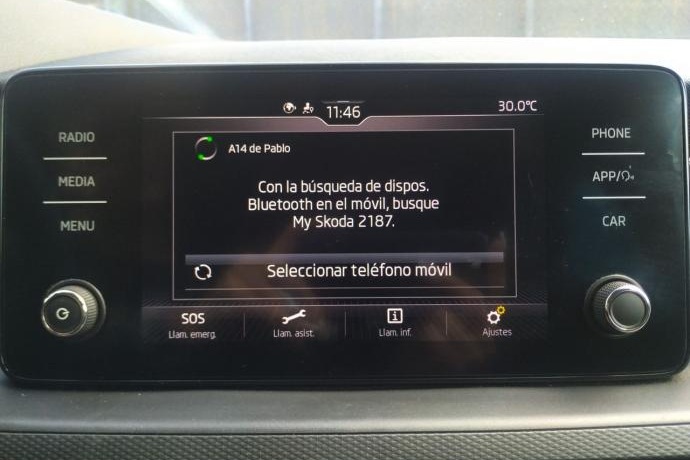 11:46
30.0°C
RADIO
MEDIA
MENU
PHONE
APP/
CAR
A14 de Pablo
Con la búsqueda de dispos.
Bluetooth en el móvil, busque
My Skoda 2187.
Seleccionar teléfono móvil
SOS
Llam. emerg.
Llam. asist.
Llam. inf.
Ajustes